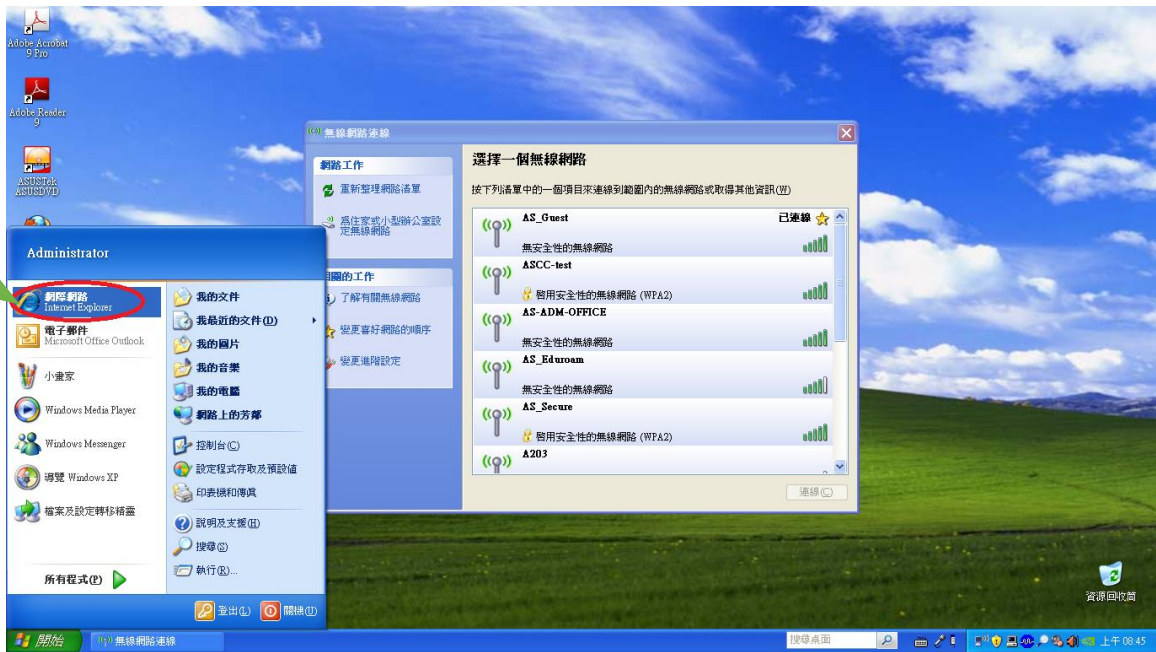 Adobe Acrobat
9 Pro
Adobe Reader
9
ASUSTek
ASUSDVD
無線網路連線
網路工作
重新整理網路清單
為住家或小型辦公室設
定無線網路
相關的工作
了解有關無線網路
變更喜好網路的順序
變更進階設定
選擇一個無線網路
按下列清單中的一個項目來連線到範圍內的無線網路或取得其他資訊(W)
AS_Guest 已連線
無安全性的無線網路
ASCC-test
啓用安全性的無線網路 (WPA2)
AS-ADM-OFFICE
無安全性的無線網路
AS_Eduroam
無安全性的無線網路
AS_Secure
啓用安全性的無線網路 (WPA2)
A203
連線(C)
Administrator
網際網路
Internet Explorer
電子郵件
Microsoft Office Outlook
小畫家
Windows Media Player
Windows Messenger
導覽 Windows XP
檔案及設定轉移精靈
所有程式(P)
我的文件
我最近的文件(D)
我的圖片
我的音樂
我的電腦
網路上的芳鄰
控制台(C)
設定程式存取及預設値
印表機和傳真
說明及支援(H)
搜尋(S)
執行(R)...
登出(L)
關機(U)
資源回收筒
開始
無線網路連線
搜尋桌面
上午 08:45